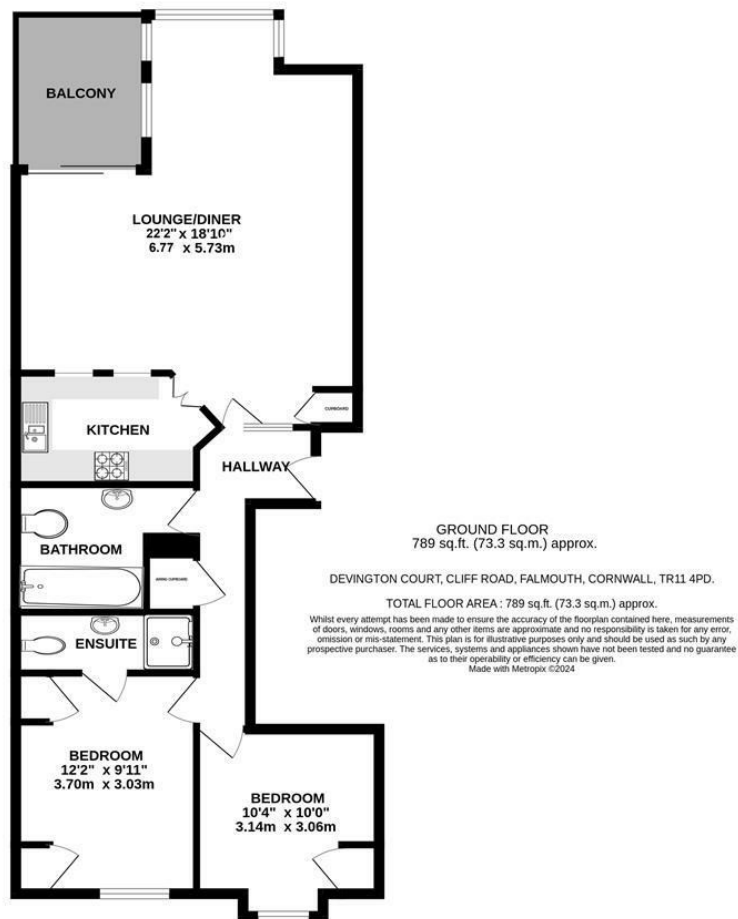 BALCONY
LOUNGE/DINER
22'2" x 18'10"
6.77 x 5.73m
CUPBOARD
KITCHEN
HALLWAY
BATHROOM
AIRING CUPBOARD
ENSUITE
BEDROOM
12'2" x 9'11"
3.70m x 3.03m
BEDROOM
10'4" x 10'0"
3.14m x 3.06m
GROUND FLOOR
789 sq.ft. (73.3 sq.m.) approx.
DEVINGTON COURT, CLIFF ROAD, FALMOUTH, CORNWALL, TR11 4PD.
TOTAL FLOOR AREA : 789 sq.ft. (73.3 sq.m.) approx.
Whilst every attempt has been made to ensure the accuracy of the floorplan contained here, measurements
of doors, windows, rooms and any other items are approximate and no responsibility is taken for any error,
omission or mis-statement. This plan is for illustrative purposes only and should be used as such by any
prospective purchaser. The services, systems and appliances shown have not been tested and no guarantee
as to their operability or efficiency can be given.
Made with Metropix ©2024